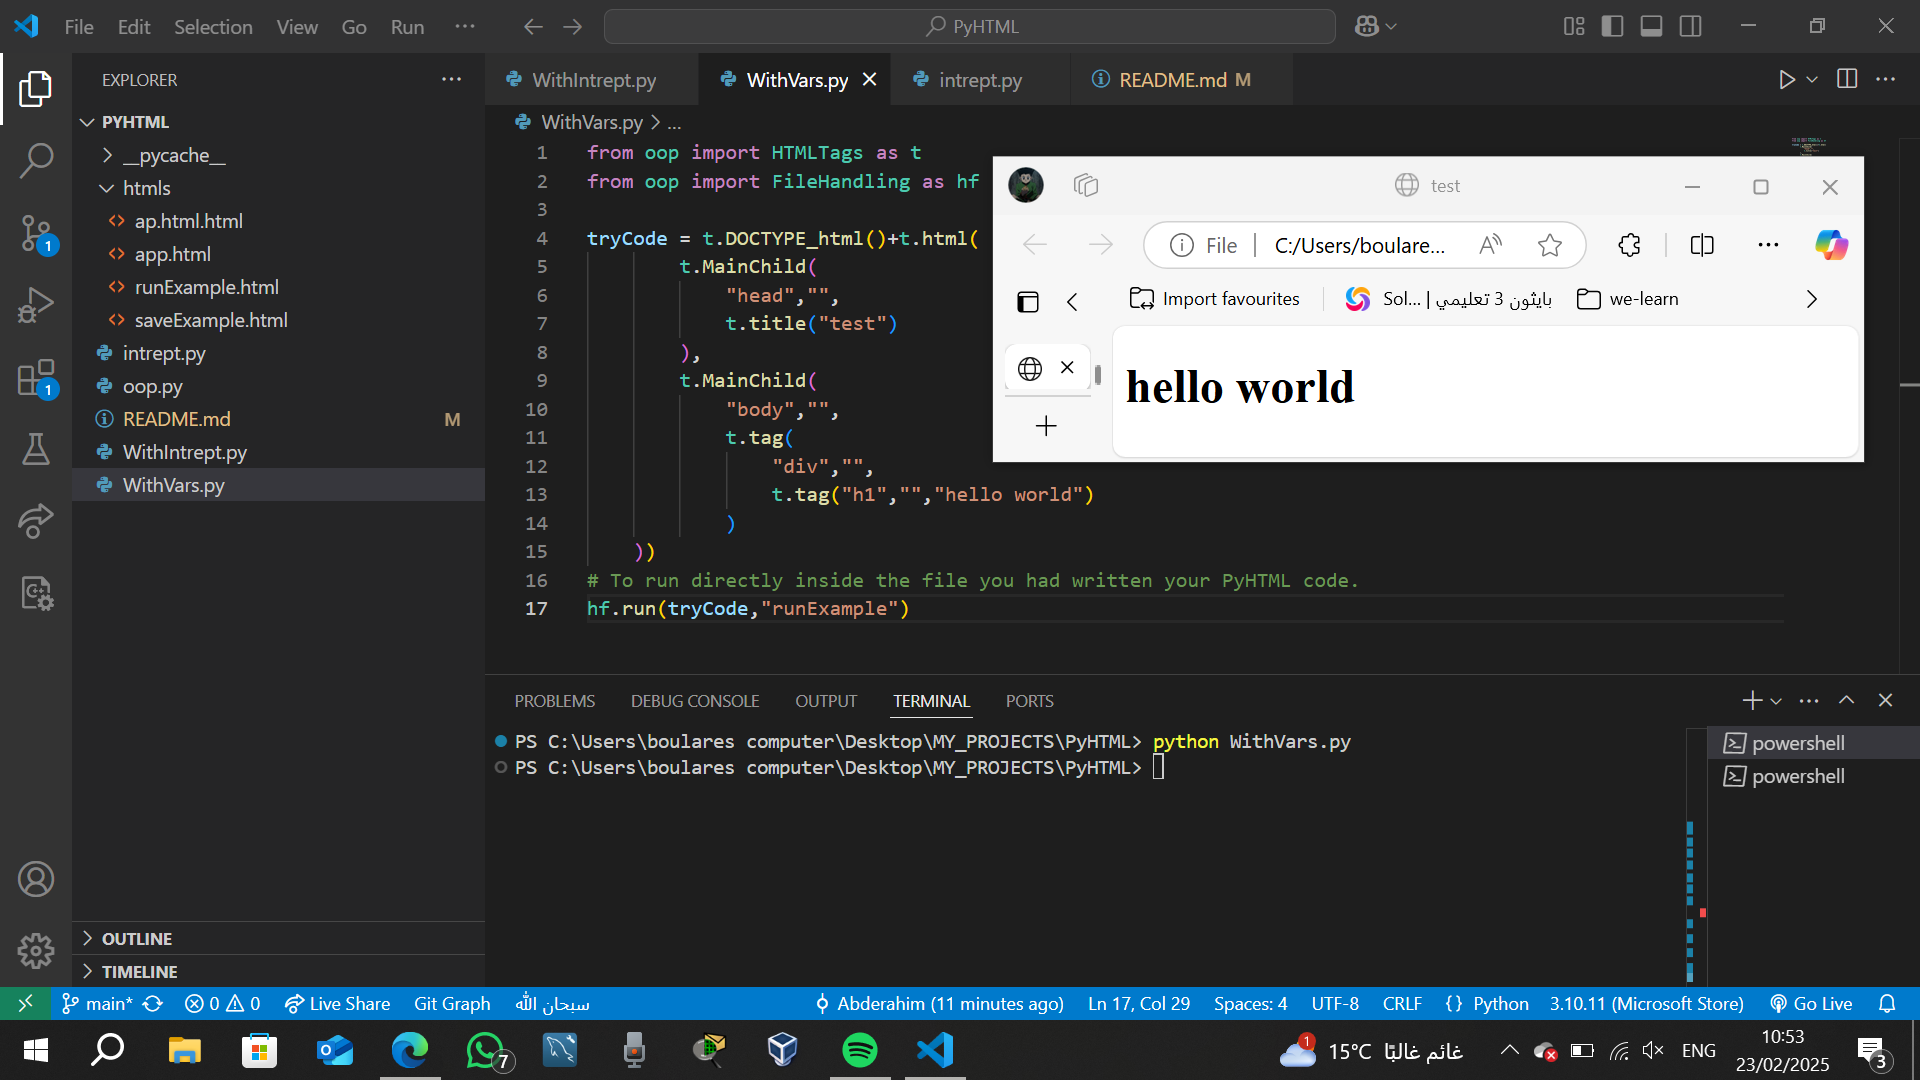 File Edit Selection View Go Run
PyHTML
EXPLORER
PYHTML
__pycache__
htmls
ap.html.html
app.html
runExample.html
saveExample.html
intrept.py
oop.py
README.md M
WithIntrept.py
WithVars.py
OUTLINE
TIMELINE
WithIntrept.py WithVars.py intrept.py README.md M
WithVars.py > ...
1 from oop import HTMLTags as t
2 from oop import FileHandling as hf
3
4 tryCode = t.DOCTYPE_html()+t.html(
5 t.MainChild(
6 "head","",
7 t.title("test")
8 ),
9 t.MainChild(
10 "body","",
11 t.tag(
12 "div","",
13 t.tag("h1","","hello world")
14 )
15 ))
16 # To run directly inside the file you had written your PyHTML code.
17 hf.run(tryCode,"runExample")
test
File C:/Users/boulare...
Import favourites Sol... | بايثون 3 تعليمي we-learn
hello world
PROBLEMS DEBUG CONSOLE OUTPUT TERMINAL PORTS
PS C:\Users\boulares computer\Desktop\MY_PROJECTS\PyHTML> python WithVars.py
PS C:\Users\boulares computer\Desktop\MY_PROJECTS\PyHTML>
powershell
powershell
1
1
main* 0 0 Live Share Git Graph سبحان الله Abderahim (11 minutes ago) Ln 17, Col 29 Spaces: 4 UTF-8 CRLF {} Python 3.10.11 (Microsoft Store) Go Live
7
1 15°C غائم غالبًا ENG 10:53
23/02/2025
3